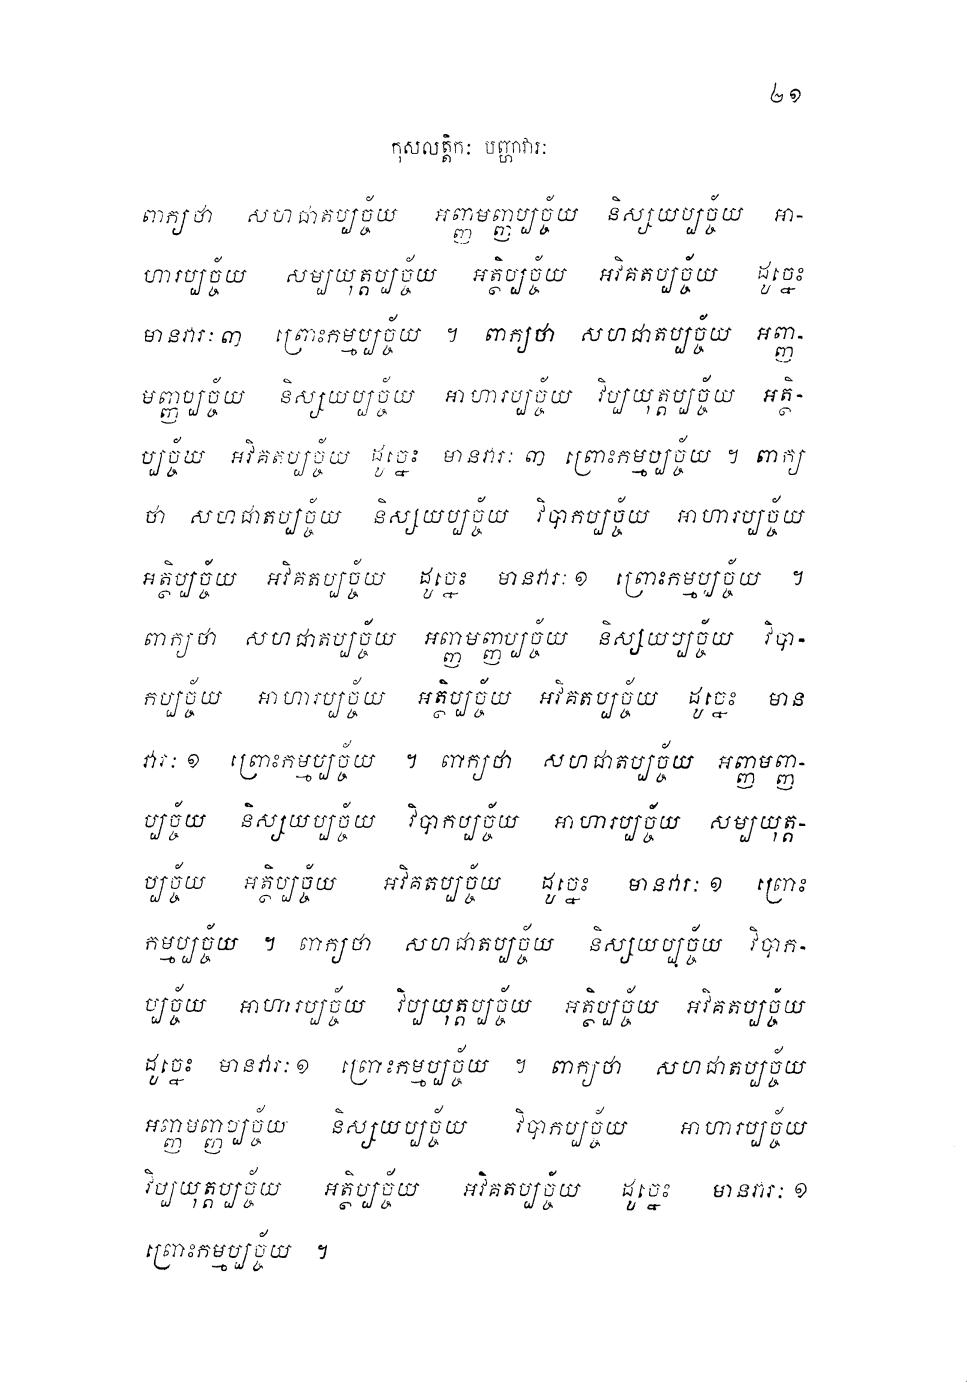 ៤១
កុសលត្តិកៈ បញ្ហាវារៈ
ពាក្យថា សហជាតប្បច្ច័យ អញ្ញមញ្ញប្បច្ច័យ និស្សយប្បច្ច័យ អា-
ហារប្បច្ច័យ សម្បយុត្តប្បច្ច័យ អត្ថិប្បច្ច័យ អវិគតប្បច្ច័យ ដូច្នេះ
មានវារៈ ៣ ព្រោះកម្មប្បច្ច័យ ។ ពាក្យថា សហជាតប្បច្ច័យ អញ្ញ-
មញ្ញប្បច្ច័យ និស្សយប្បច្ច័យ អាហារប្បច្ច័យ វិប្បយុត្តប្បច្ច័យ អត្ថិ-
ប្បច្ច័យ អវិគតប្បច្ច័យ ដូច្នេះ មានវារៈ ៣ ព្រោះកម្មប្បច្ច័យ ។ ពាក្យ
ថា សហជាតប្បច្ច័យ និស្សយប្បច្ច័យ វិបាកប្បច្ច័យ អាហារប្បច្ច័យ
អត្ថិប្បច្ច័យ អវិគតប្បច្ច័យ ដូច្នេះ មានវារៈ ១ ព្រោះកម្មប្បច្ច័យ ។
ពាក្យថា សហជាតប្បច្ច័យ អញ្ញមញ្ញប្បច្ច័យ និស្សយប្បច្ច័យ វិបា-
កប្បច្ច័យ អាហារប្បច្ច័យ អត្ថិប្បច្ច័យ អវិគតប្បច្ច័យ ដូច្នេះ មាន
វារៈ ១ ព្រោះកម្មប្បច្ច័យ ។ ពាក្យថា សហជាតប្បច្ច័យ អញ្ញមញ្ញ-
ប្បច្ច័យ និស្សយប្បច្ច័យ វិបាកប្បច្ច័យ អាហារប្បច្ច័យ សម្បយុត្ត-
ប្បច្ច័យ អត្ថិប្បច្ច័យ អវិគតប្បច្ច័យ ដូច្នេះ មានវារៈ ១ ព្រោះ
កម្មប្បច្ច័យ ។ ពាក្យថា សហជាតប្បច្ច័យ និស្សយប្បច្ច័យ វិបាក-
ប្បច្ច័យ អាហារប្បច្ច័យ វិប្បយុត្តប្បច្ច័យ អត្ថិប្បច្ច័យ អវិគតប្បច្ច័យ
ដូច្នេះ មានវារៈ ១ ព្រោះកម្មប្បច្ច័យ ។ ពាក្យថា សហជាតប្បច្ច័យ
អញ្ញមញ្ញប្បច្ច័យ និស្សយប្បច្ច័យ វិបាកប្បច្ច័យ អាហារប្បច្ច័យ
វិប្បយុត្តប្បច្ច័យ អត្ថិប្បច្ច័យ អវិគតប្បច្ច័យ ដូច្នេះ មានវារៈ ១
ព្រោះកម្មប្បច្ច័យ ។